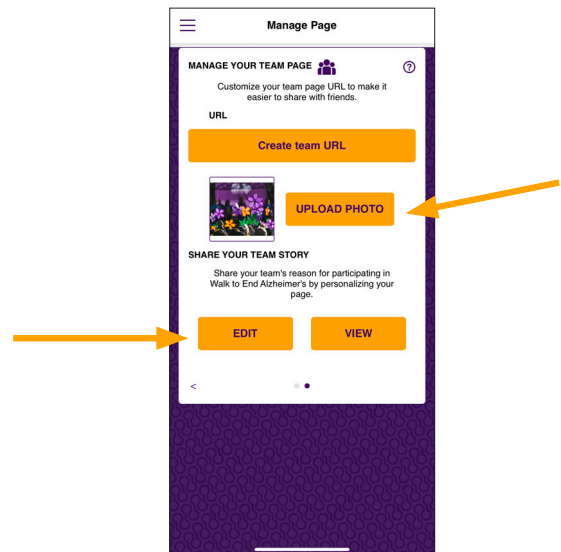 Manage Page
MANAGE YOUR TEAM PAGE
?
Customize your team page URL to make it
easier to share with friends.
URL
Create team URL
UPLOAD PHOTO
SHARE YOUR TEAM STORY
Share your team's reason for participating in
Walk to End Alzheimer's by personalizing your
page.
EDIT
VIEW
<